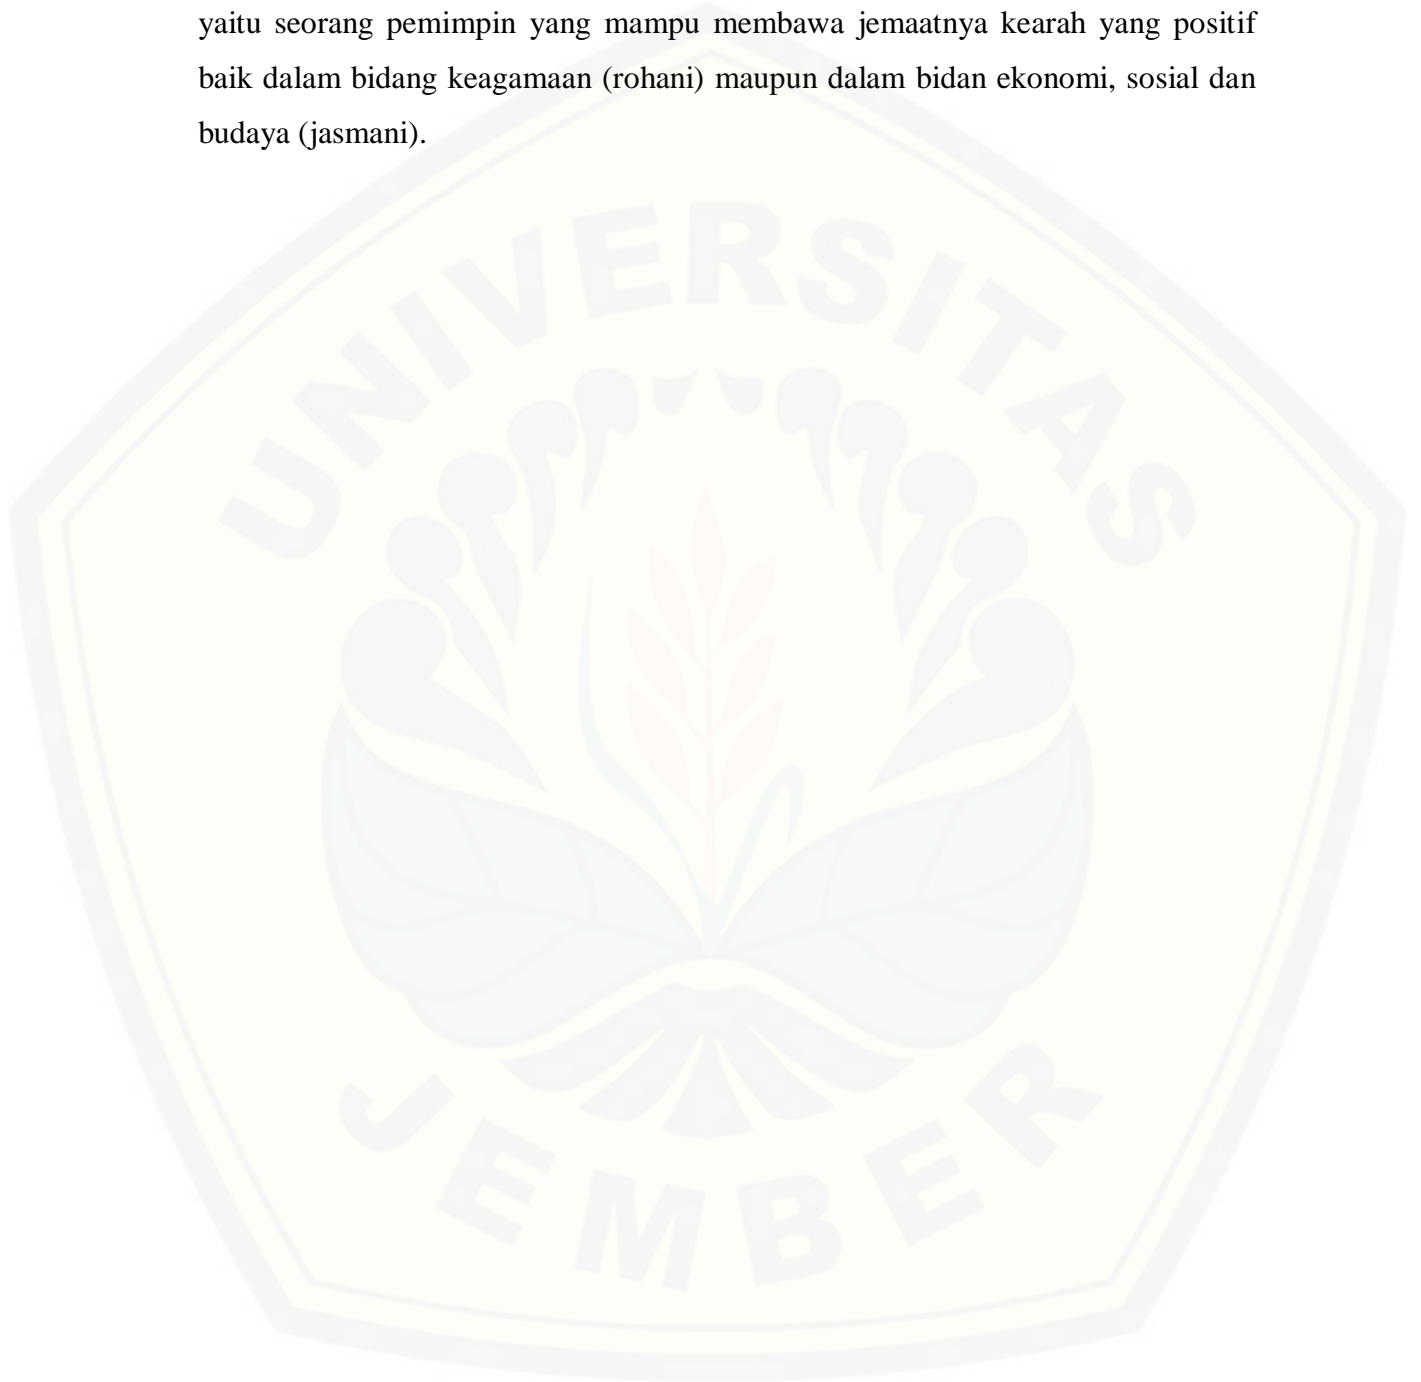 yaitu seorang pemimpin yang mampu membawa jemaatnya kearah yang positif
baik dalam bidang keagamaan (rohani) maupun dalam bidan ekonomi, sosial dan
budaya (jasmani).
UNIVERSITAS
JEMBER